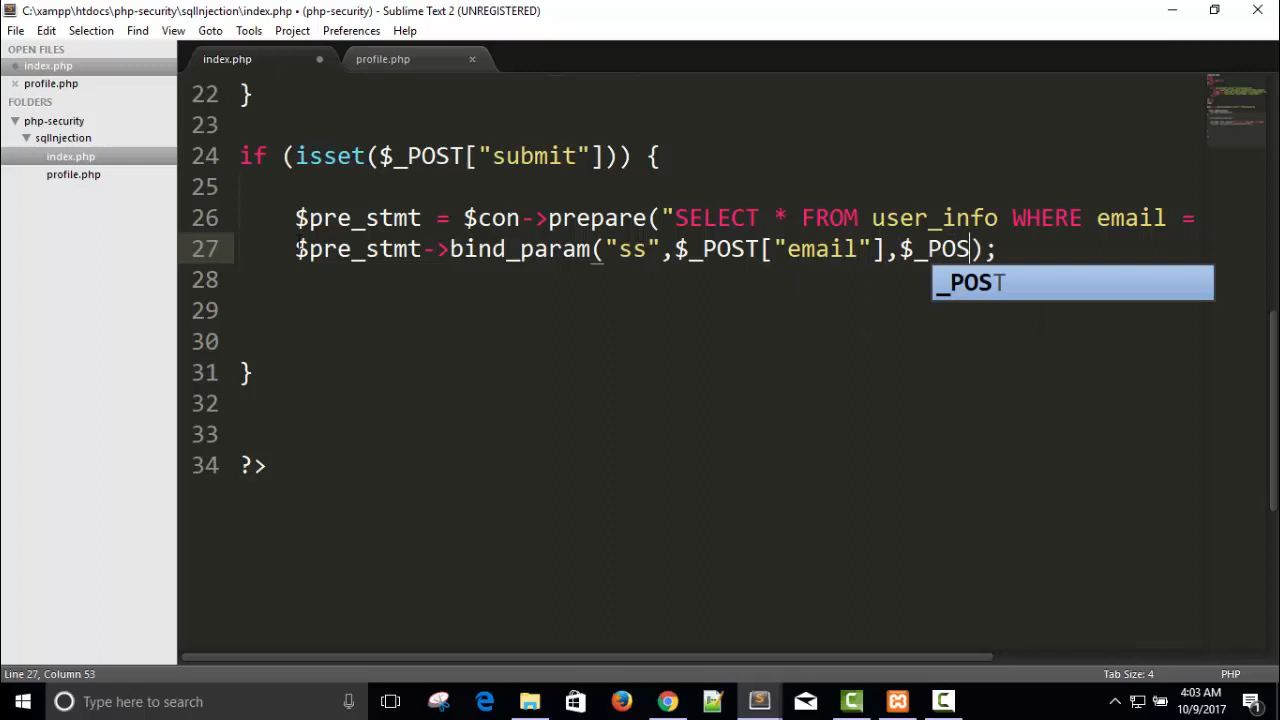 C:\xampp\htdocs\php-security\sqlInjection\index.php • (php-security) - Sublime Text 2 (UNREGISTERED)
File Edit Selection Find View Goto Tools Project Preferences Help
OPEN FILES
index.php
profile.php
FOLDERS
php-security
sqlInjection
index.php
profile.php
index.php profile.php
22 }
23
24 if (isset($_POST["submit"])) {
25
26 $pre_stmt = $con->prepare("SELECT * FROM user_info WHERE email =
27 $pre_stmt->bind_param("ss",$_POST["email"],$_POS);
_POST
28
29
30
31 }
32
33
34 ?>
Line 27, Column 53 Tab Size: 4 PHP
Type here to search
4:03 AM
10/9/2017
1